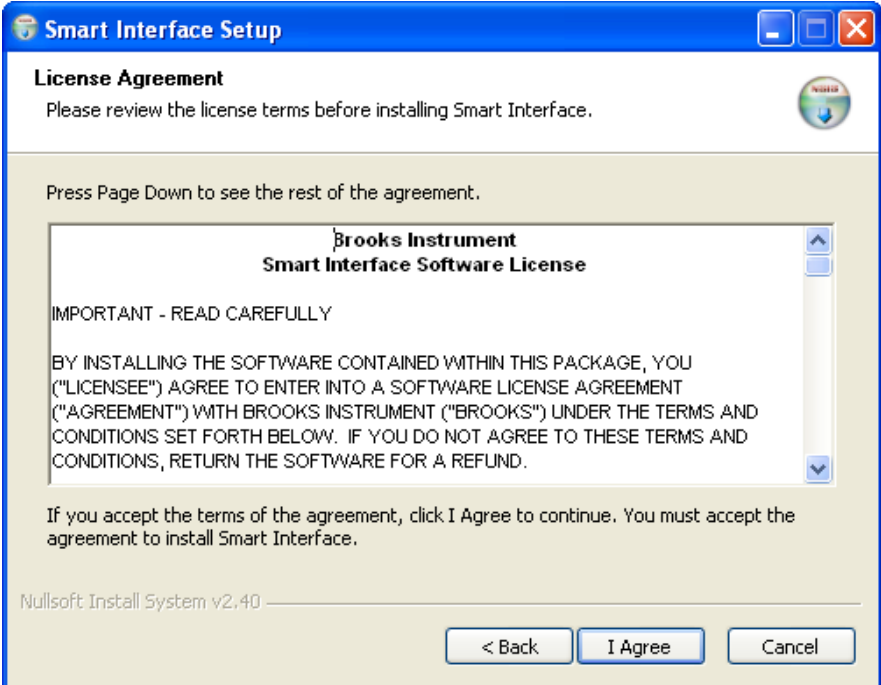 Smart Interface Setup
License Agreement
Please review the license terms before installing Smart Interface.
Press Page Down to see the rest of the agreement.
Brooks Instrument
Smart Interface Software License
IMPORTANT - READ CAREFULLY
BY INSTALLING THE SOFTWARE CONTAINED WITHIN THIS PACKAGE, YOU
("LICENSEE") AGREE TO ENTER INTO A SOFTWARE LICENSE AGREEMENT
("AGREEMENT") WITH BROOKS INSTRUMENT ("BROOKS") UNDER THE TERMS AND
CONDITIONS SET FORTH BELOW.  IF YOU DO NOT AGREE TO THESE TERMS AND
CONDITIONS, RETURN THE SOFTWARE FOR A REFUND.
If you accept the terms of the agreement, click I Agree to continue. You must accept the
agreement to install Smart Interface.
Nullsoft Install System v2.40
< Back
I Agree
Cancel